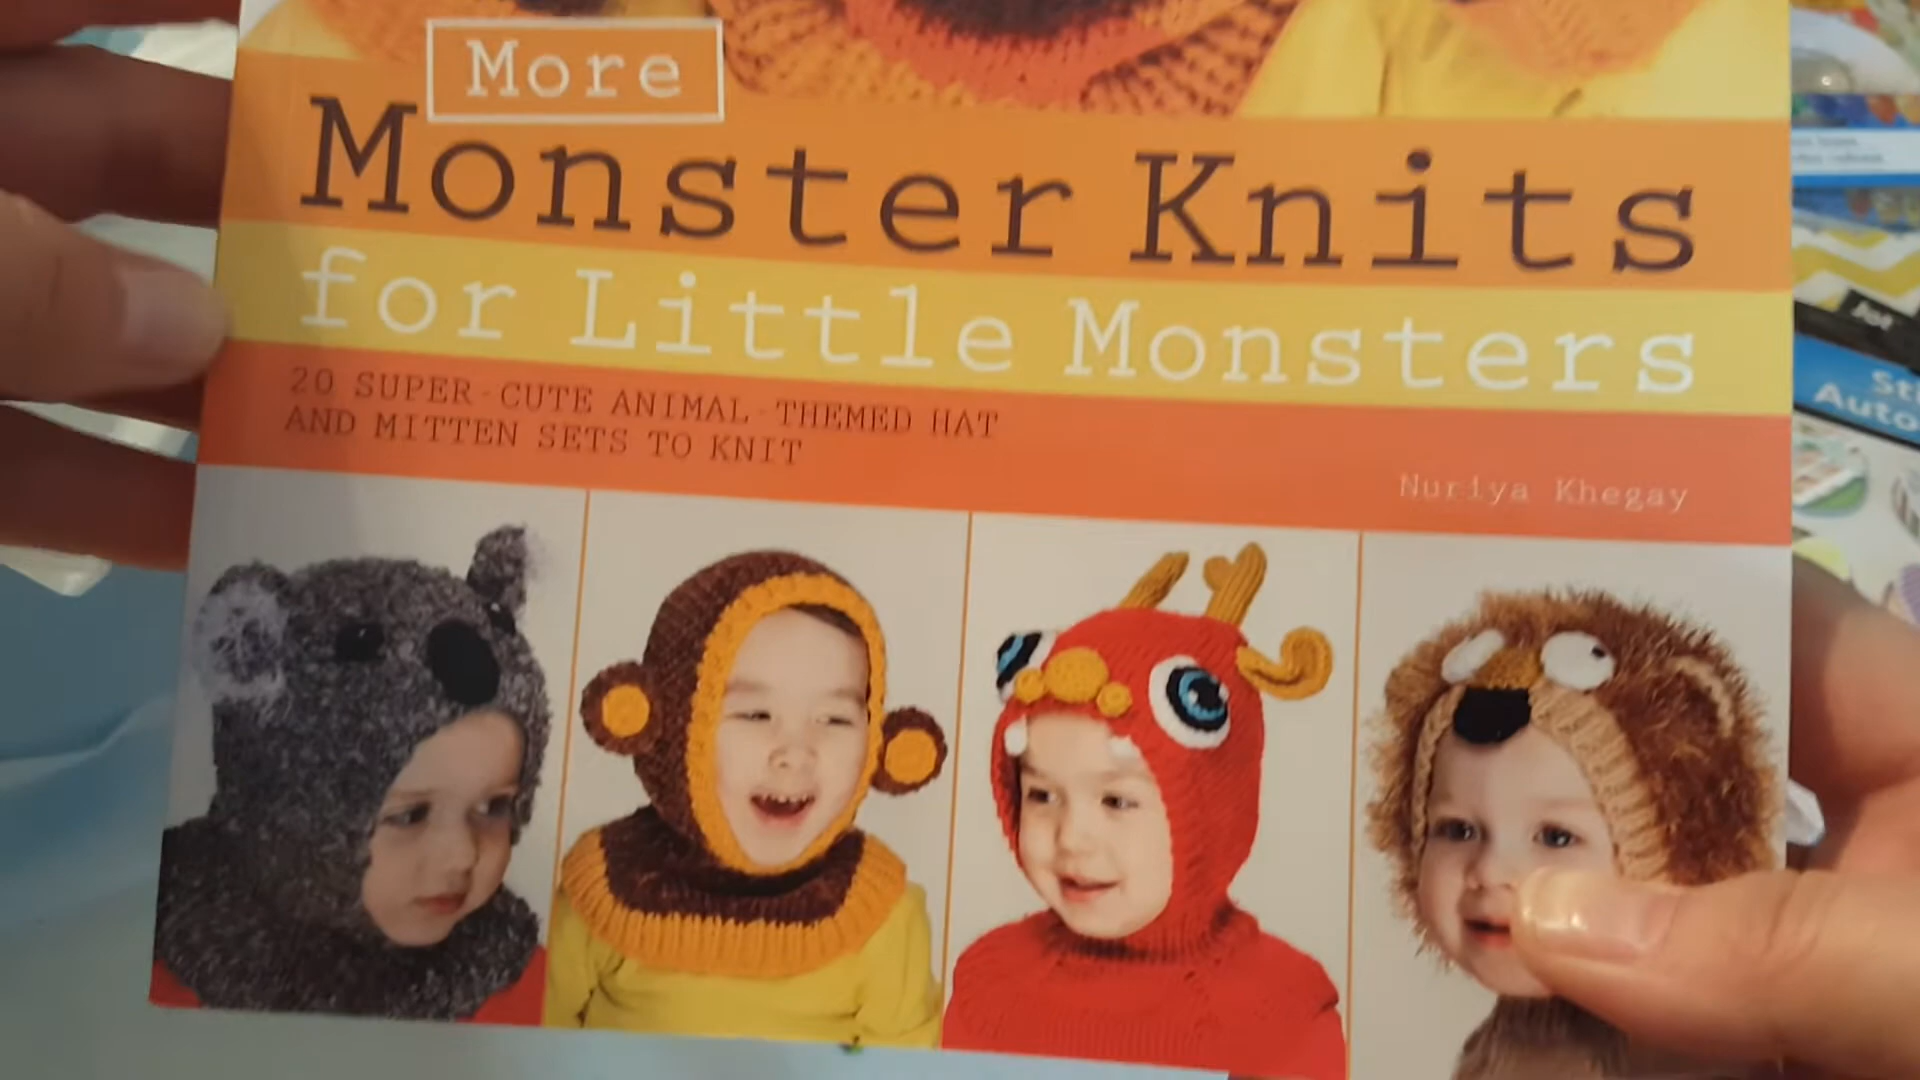 More
Monster Knits
for Little Monsters
20 SUPER-CUTE ANIMAL-THEMED HAT
AND MITTEN SETS TO KNIT
Nuriya Khegay
Jot